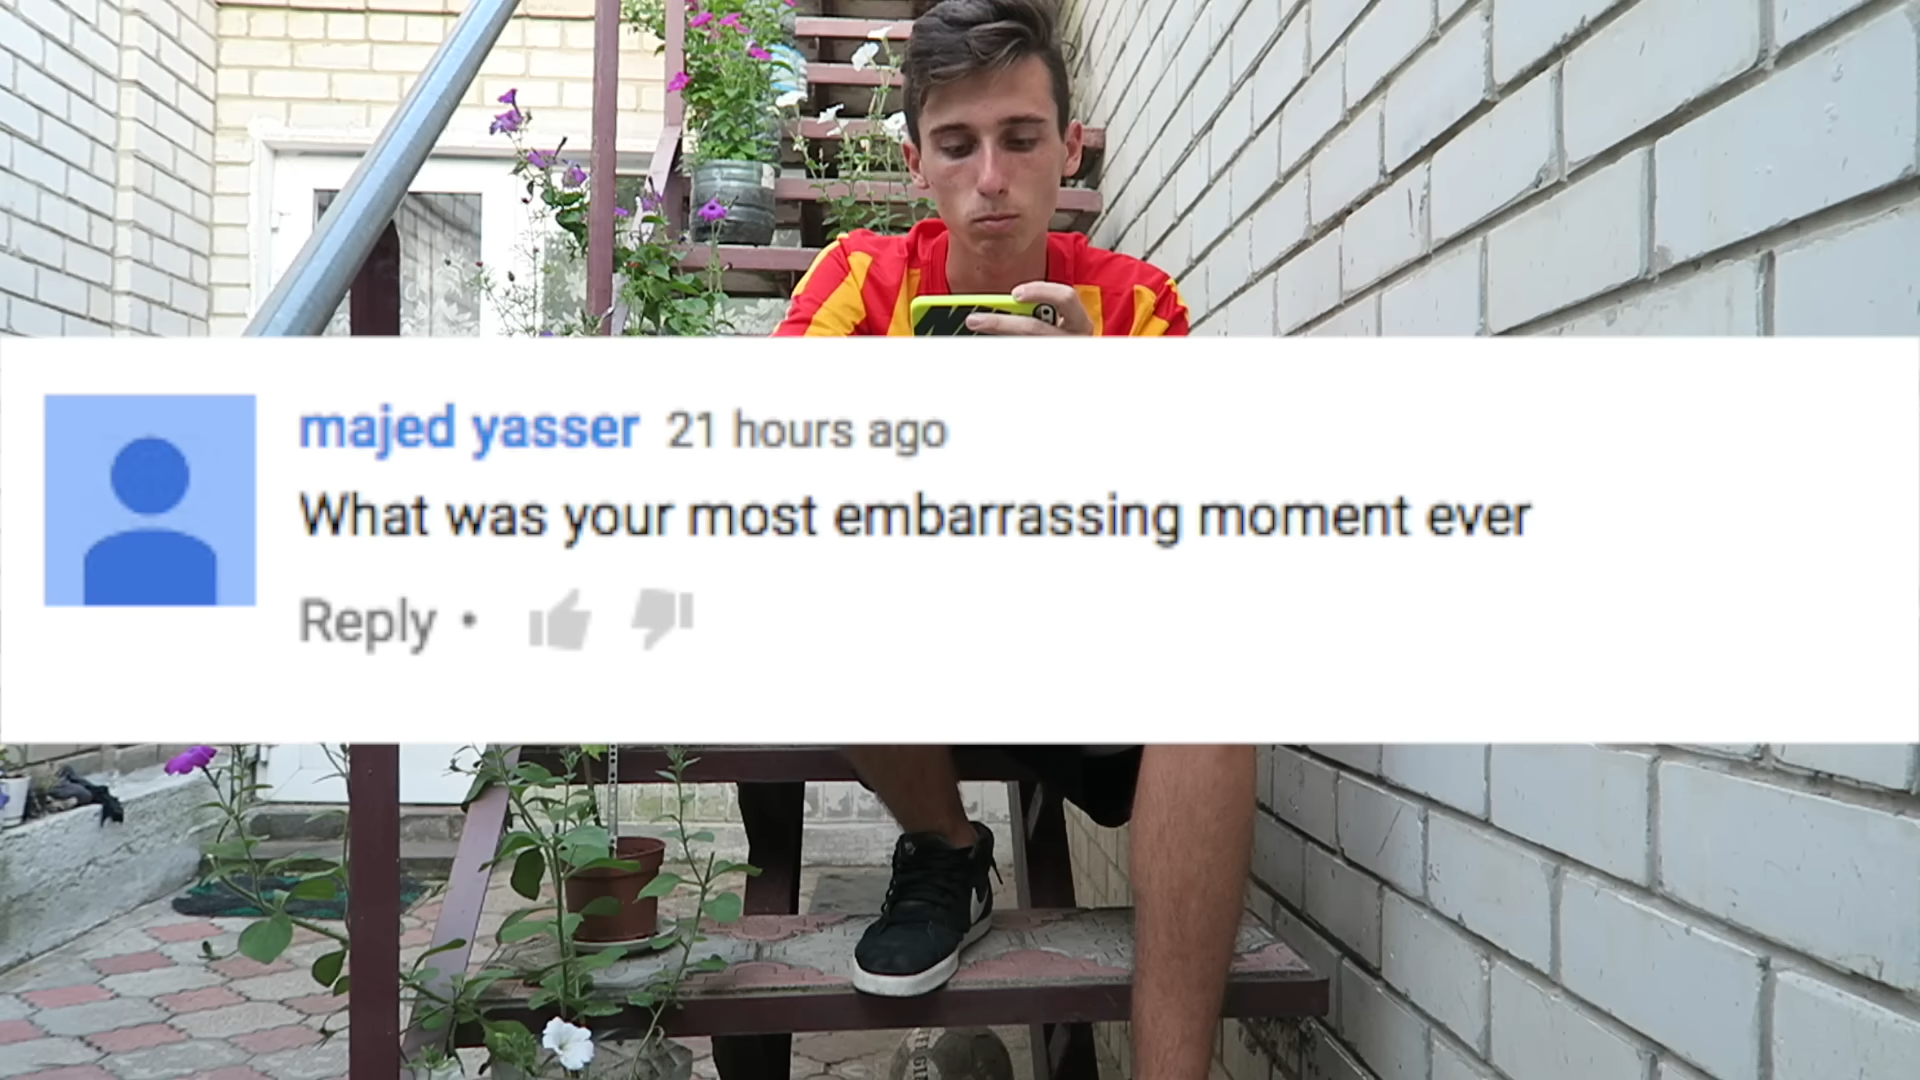 majed yasser 21 hours ago
What was your most embarrassing moment ever
Reply •